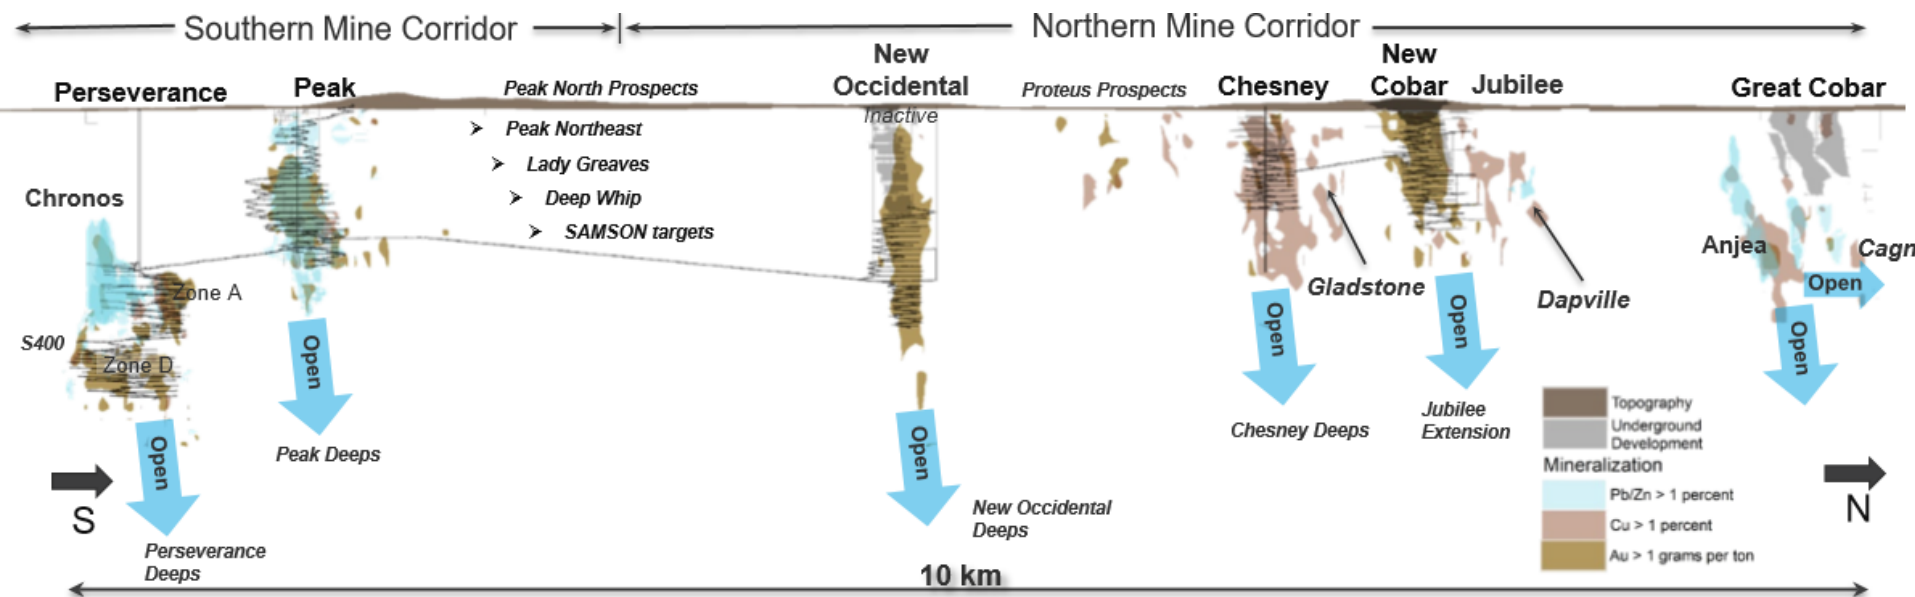 Southern Mine Corridor
Northern Mine Corridor
Perseverance
Peak
Peak North Prospects
New
Occidental
Inactive
Proteus Prospects
Chesney
New
Cobar
Jubilee
Great Cobar
Peak Northeast
Lady Greaves
Deep Whip
SAMSON targets
Chronos
Zone A
S400
Zone D
Anjea
Cagn
Open
Gladstone
Dapville
Open
Open
Open
Open
Open
Open
Peak Deeps
Chesney Deeps
Jubilee
Extension
New Occidental
Deeps
Perseverance
Deeps
Topography
Underground
Development
Mineralization
Pb/Zn > 1 percent
Cu > 1 percent
Au > 1 grams per ton
S
N
10 km